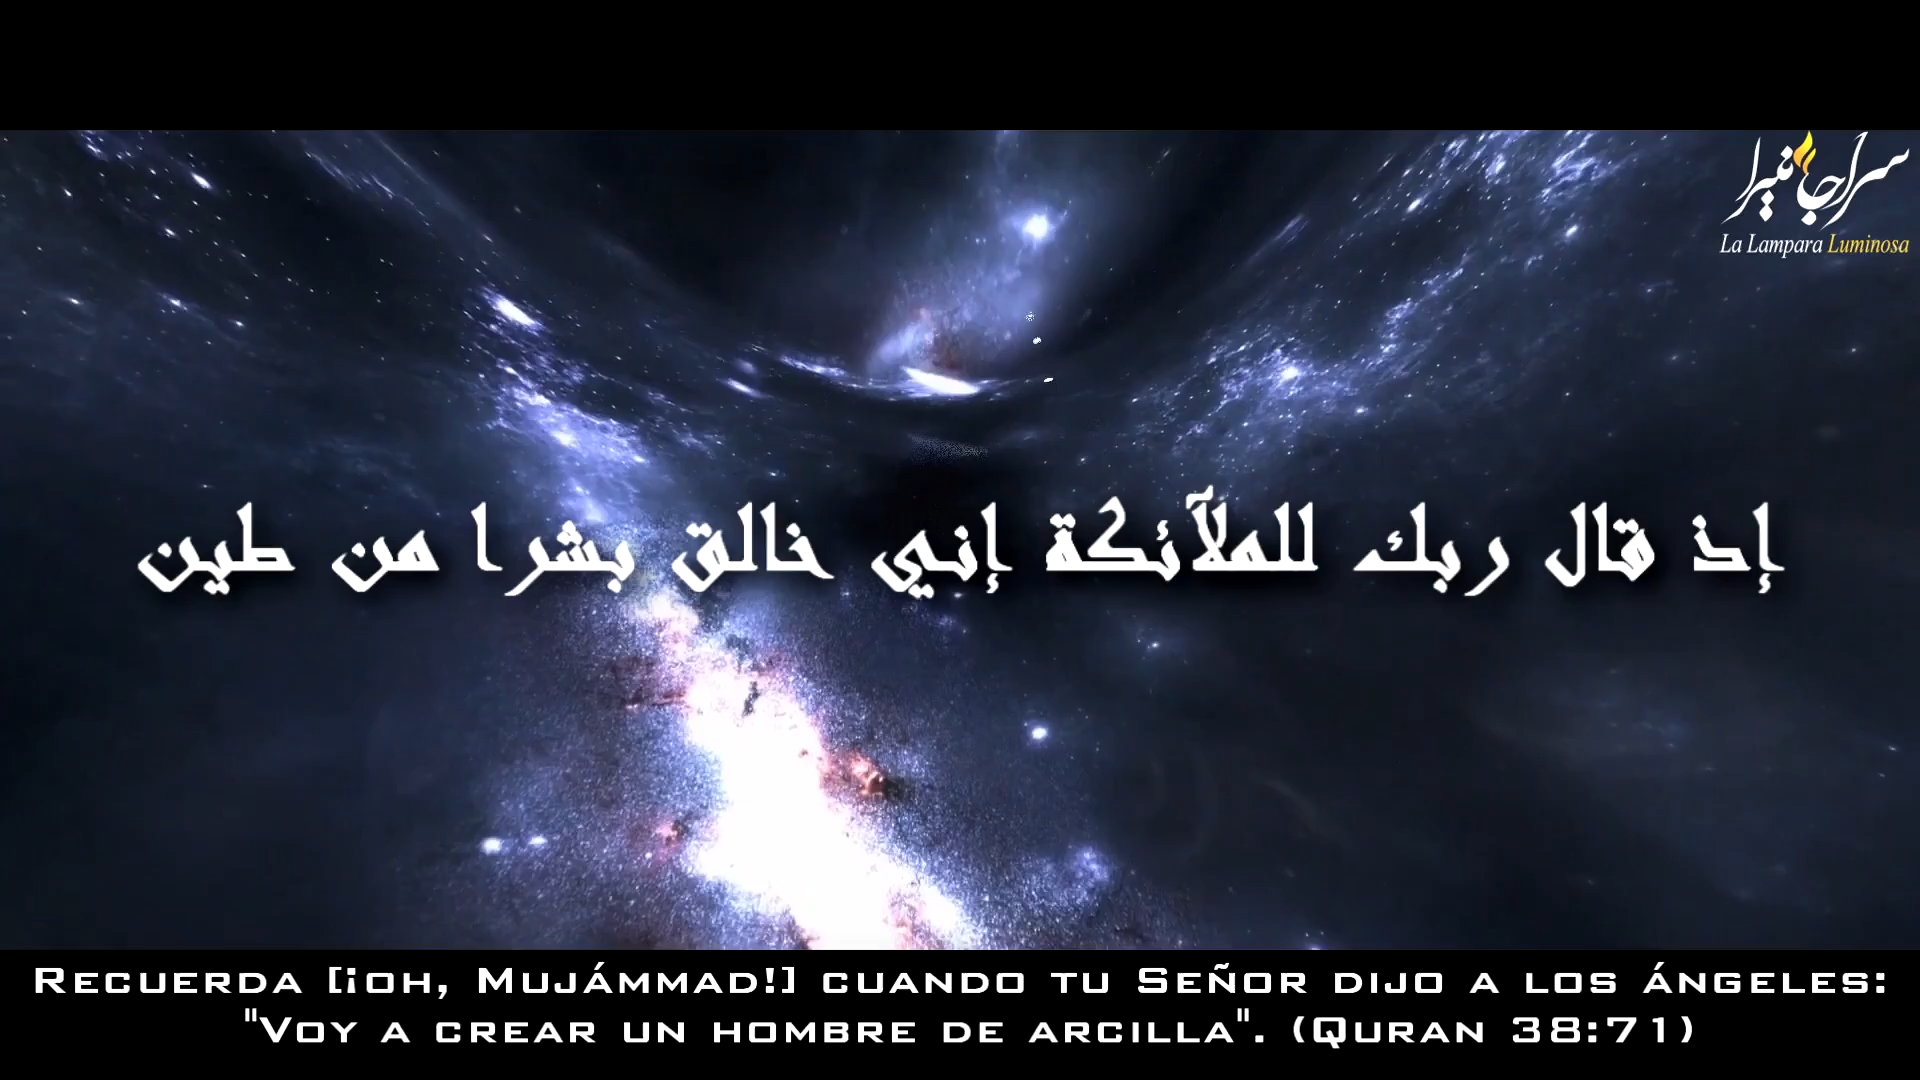 سراجا منيرا
La Lampara Luminosa
إذ قال ربك للملآئكة إني خالق بشرا من طين
Recuerda [¡oh, Mujámmad!] cuando tu Señor dijo a los ángeles:
"Voy a crear un hombre de arcilla". (Quran 38:71)